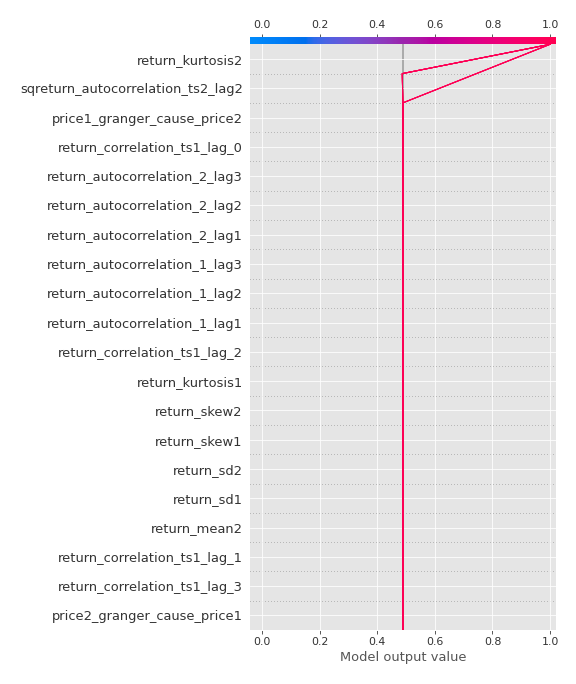 0.0 0.2 0.4 0.6 0.8 1.0
return_kurtosis2
sqreturn_autocorrelation_ts2_lag2
price1_granger_cause_price2
return_correlation_ts1_lag_0
return_autocorrelation_2_lag3
return_autocorrelation_2_lag2
return_autocorrelation_2_lag1
return_autocorrelation_1_lag3
return_autocorrelation_1_lag2
return_autocorrelation_1_lag1
return_correlation_ts1_lag_2
return_kurtosis1
return_skew2
return_skew1
return_sd2
return_sd1
return_mean2
return_correlation_ts1_lag_1
return_correlation_ts1_lag_3
price2_granger_cause_price1
0.0 0.2 0.4 0.6 0.8 1.0
Model output value